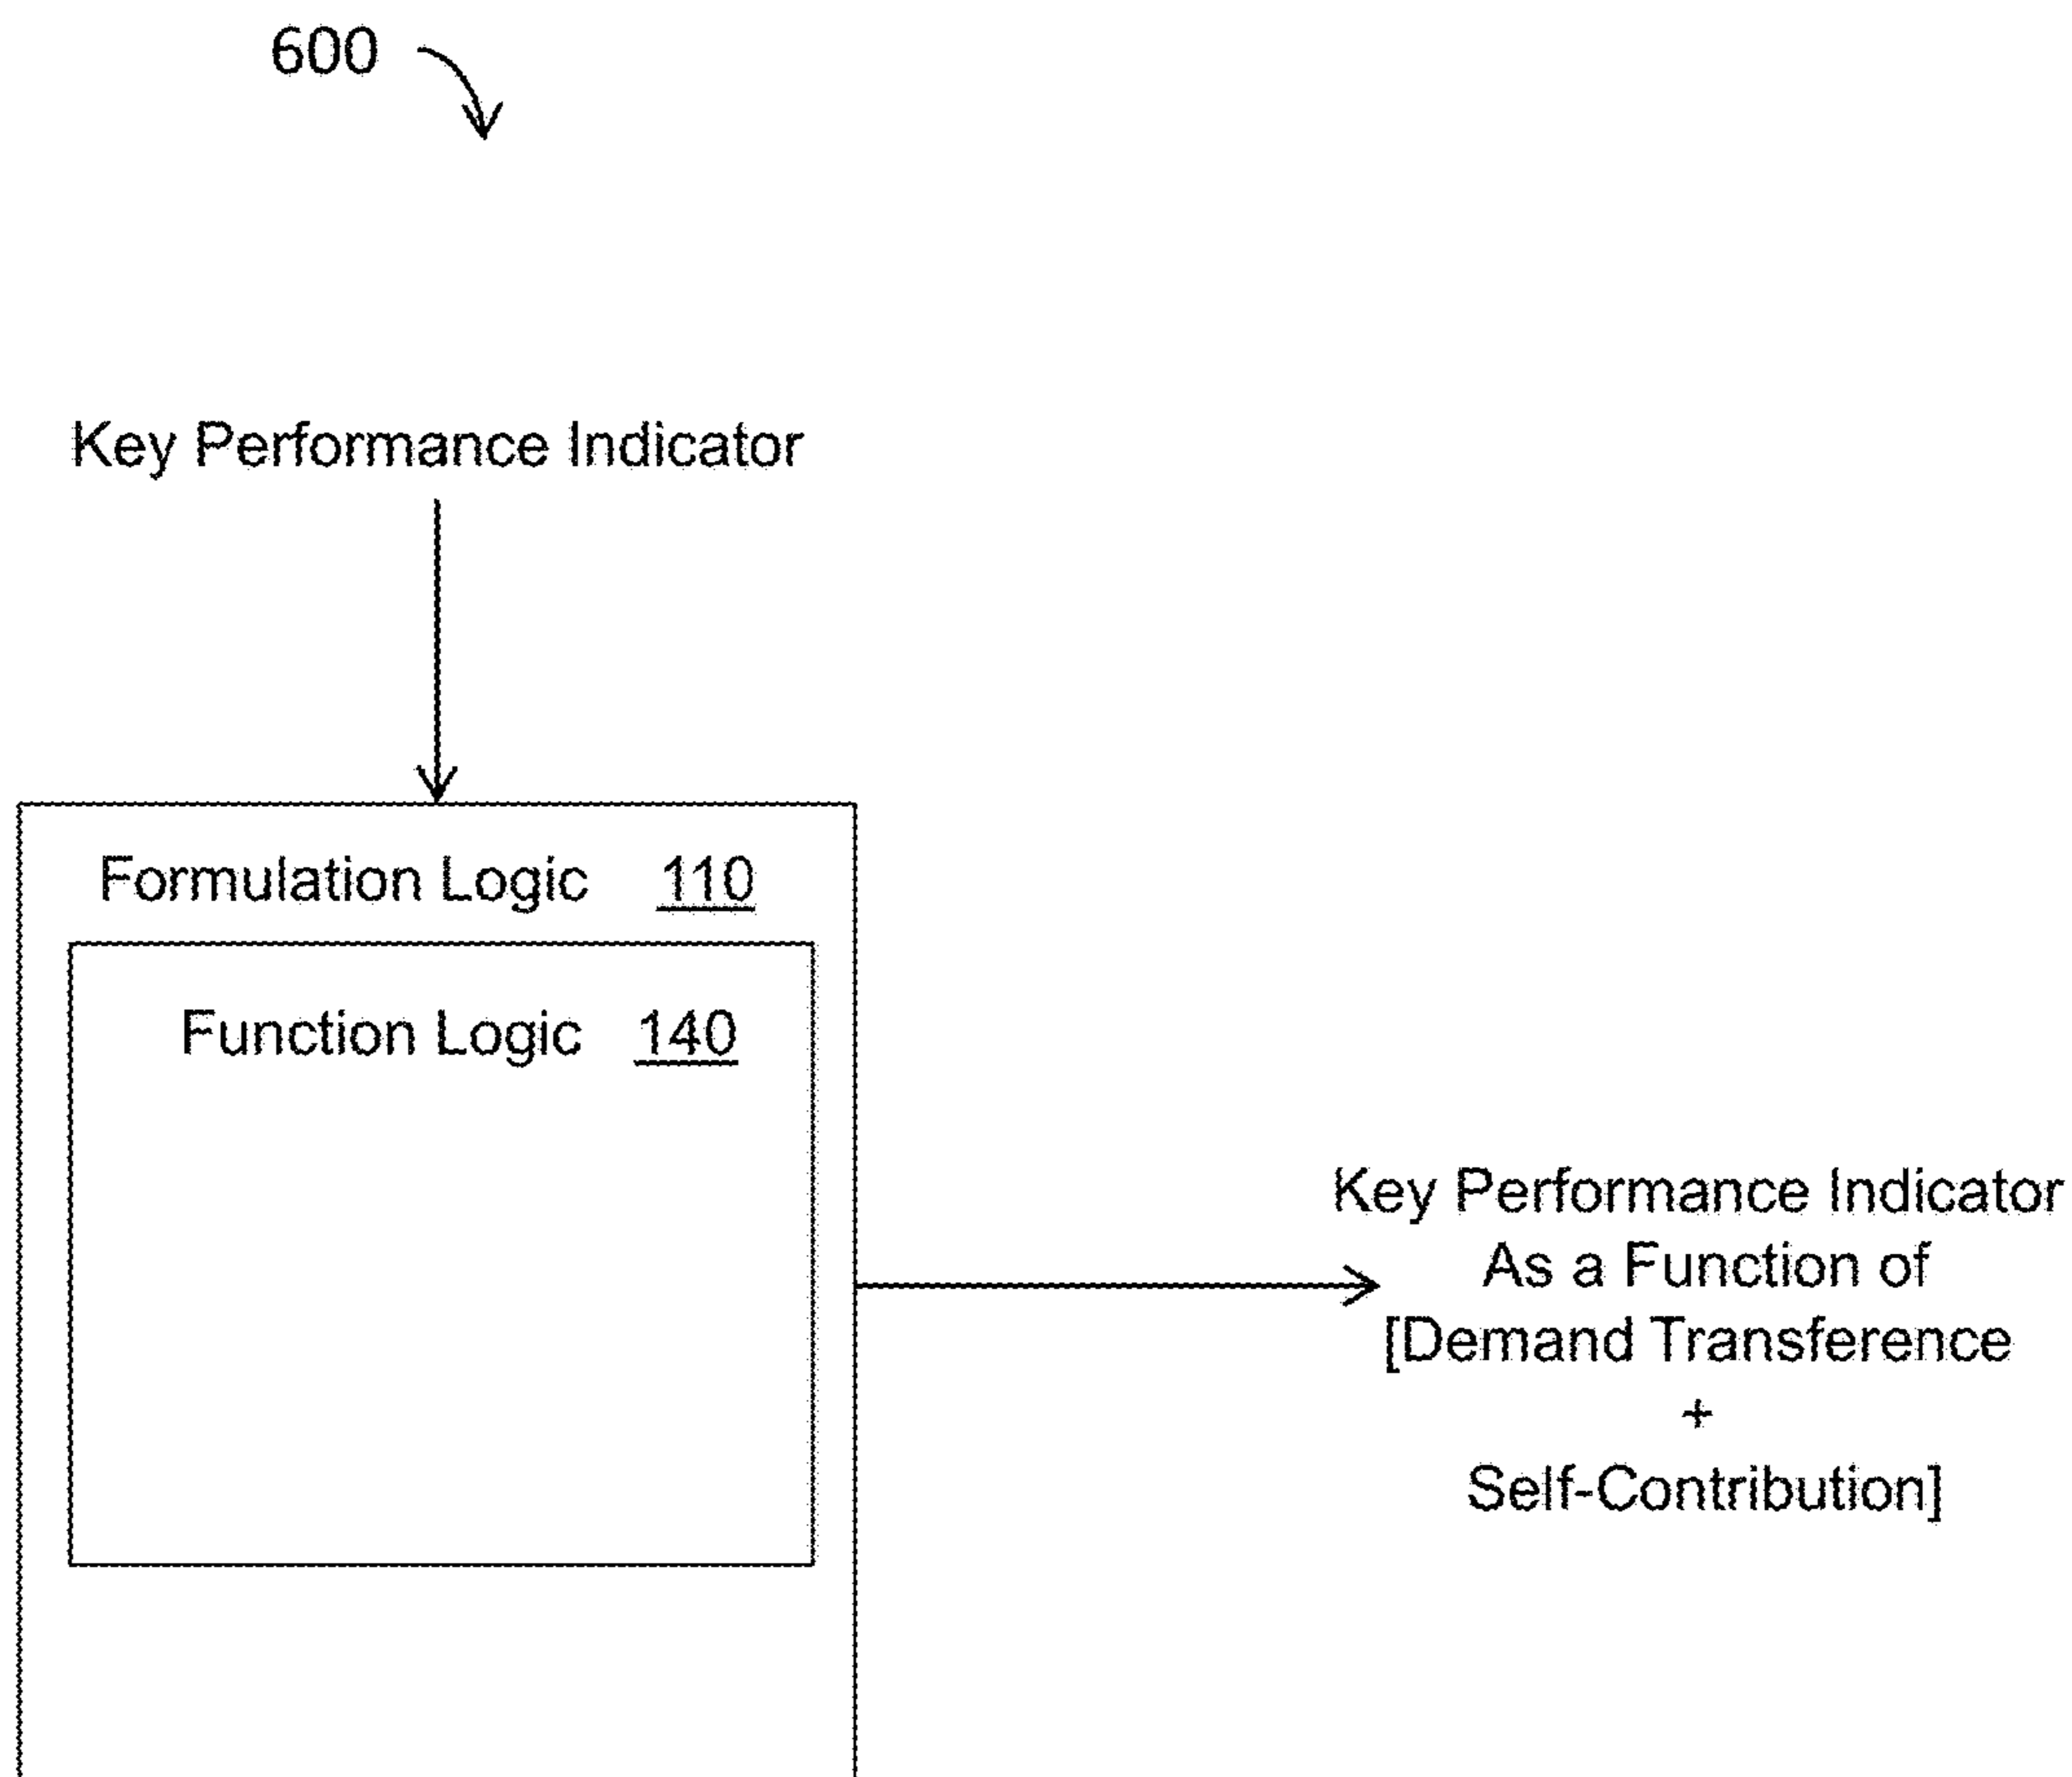 600
Key Performance Indicator
Formulation Logic 110
Function Logic 140
Key Performance Indicator
As a Function of
[Demand Transference
+
Self-Contribution]